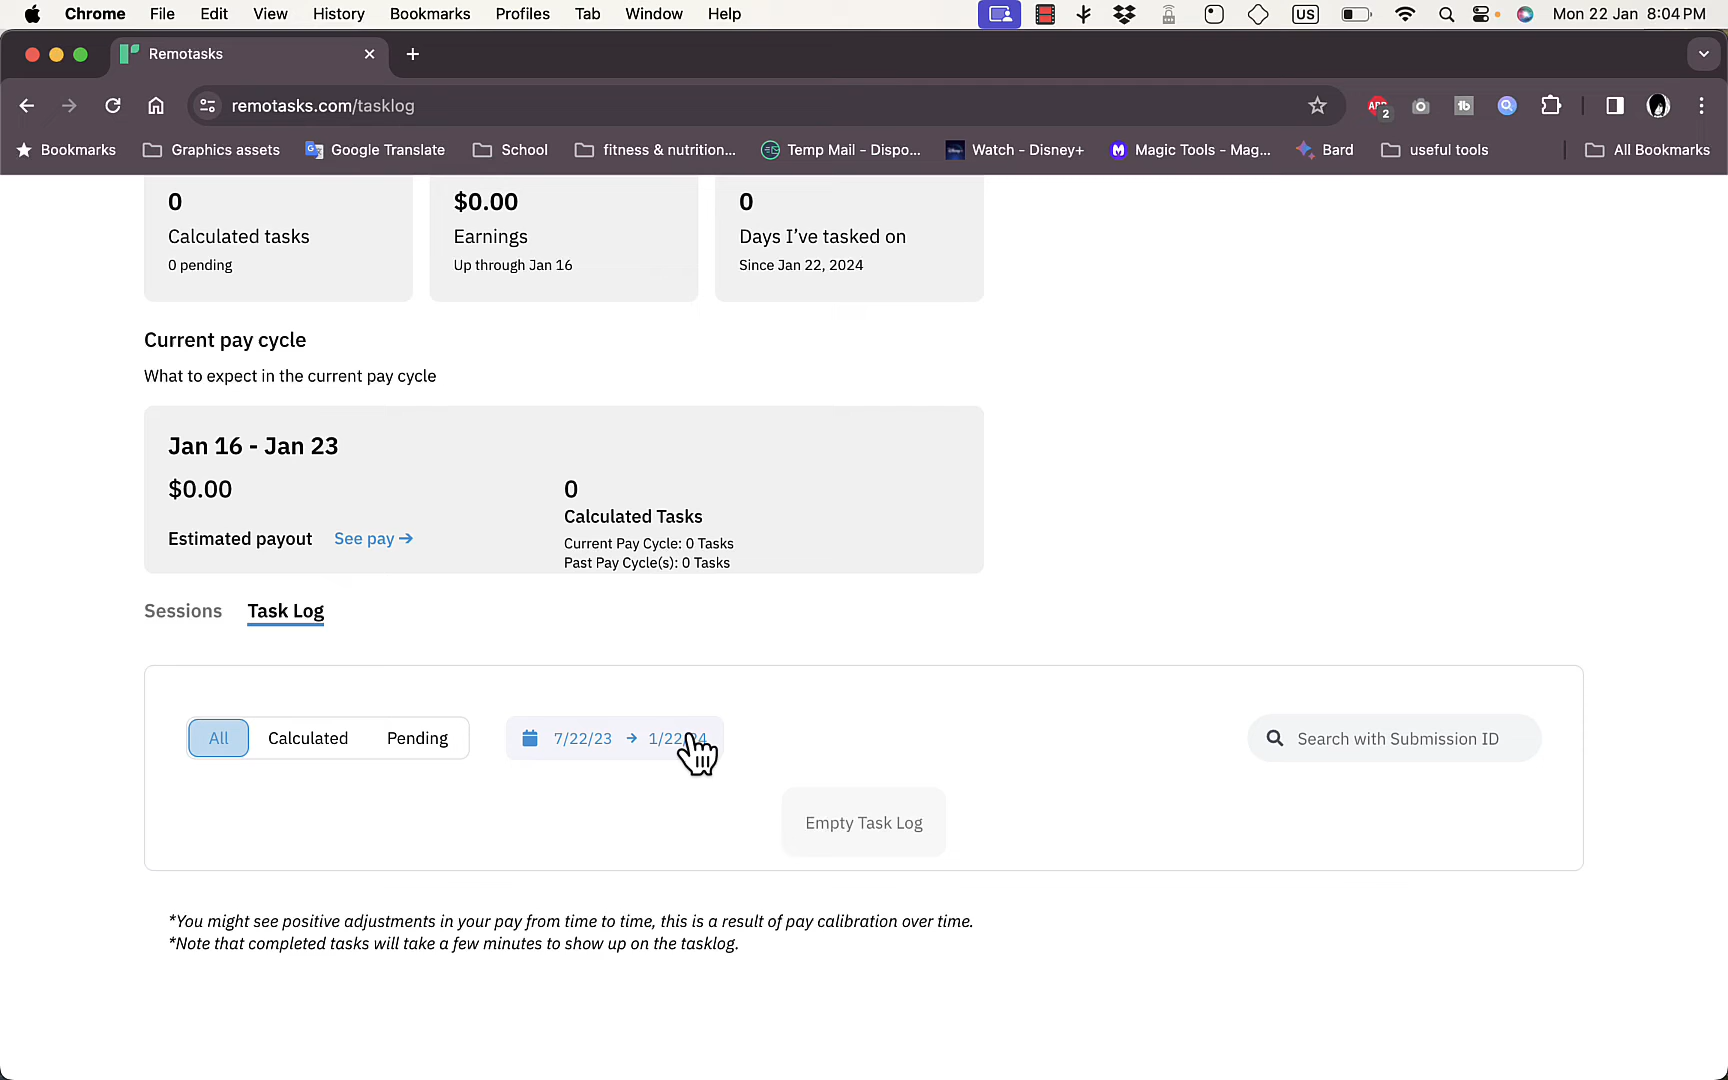 Chrome File Edit View History Bookmarks Profiles Tab Window Help US Mon 22 Jan 8:04 PM
Remotasks
remotasks.com/tasklog ABP 2 tb
Bookmarks Graphics assets Google Translate School fitness & nutrition... Temp Mail - Dispo... Watch - Disney+ Magic Tools - Mag... Bard useful tools All Bookmarks
0 $0.00 0
Calculated tasks Earnings Days I’ve tasked on
0 pending Up through Jan 16 Since Jan 22, 2024
Current pay cycle
What to expect in the current pay cycle
Jan 16 - Jan 23
$0.00 0
Calculated Tasks
Estimated payout See pay →
Current Pay Cycle: 0 Tasks
Past Pay Cycle(s): 0 Tasks
Sessions Task Log
All Calculated Pending 7/22/23 → 1/22/24 Search with Submission ID
Empty Task Log
*You might see positive adjustments in your pay from time to time, this is a result of pay calibration over time.
*Note that completed tasks will take a few minutes to show up on the tasklog.